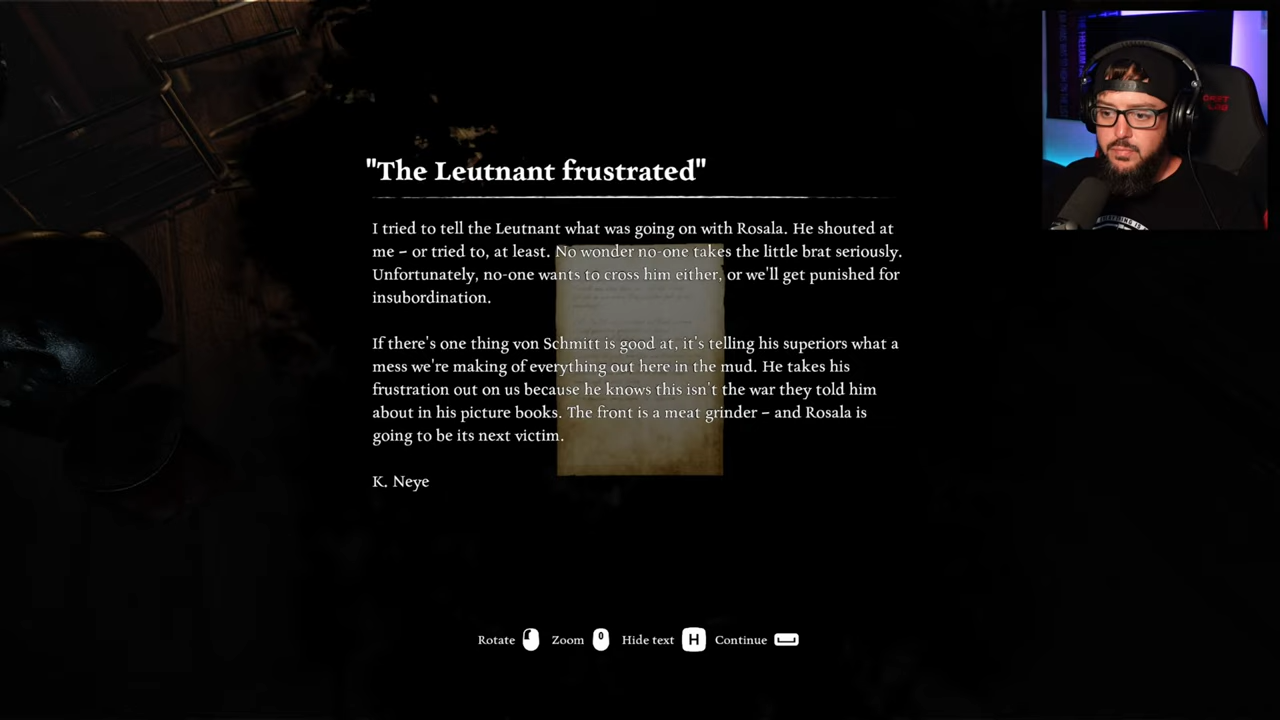 "The Leutnant frustrated"
I tried to tell the Leutnant what was going on with Rosala. He shouted at
me – or tried to, at least. No wonder no-one takes the little brat seriously.
Unfortunately, no-one wants to cross him either, or we'll get punished for
insubordination.
If there's one thing von Schmitt is good at, it's telling his superiors what a
mess we're making of everything out here in the mud. He takes his
frustration out on us because he knows this isn't the war they told him
about in his picture books. The front is a meat grinder – and Rosala is
going to be its next victim.
K. Neye
Rotate Zoom 0 Hide text H Continue